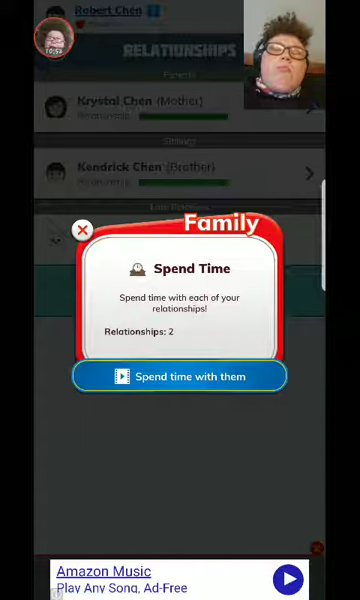 Robert Chen
RELATIONSHIPS
Parents
Krystal Chen (Mother)
Relationship
Siblings
Kendrick Chen (Brother)
Relationship
Family
Spend Time
Spend time with each of your
relationships!
Relationships: 2
Spend time with them
Amazon Music
Play Any Song, Ad-Free